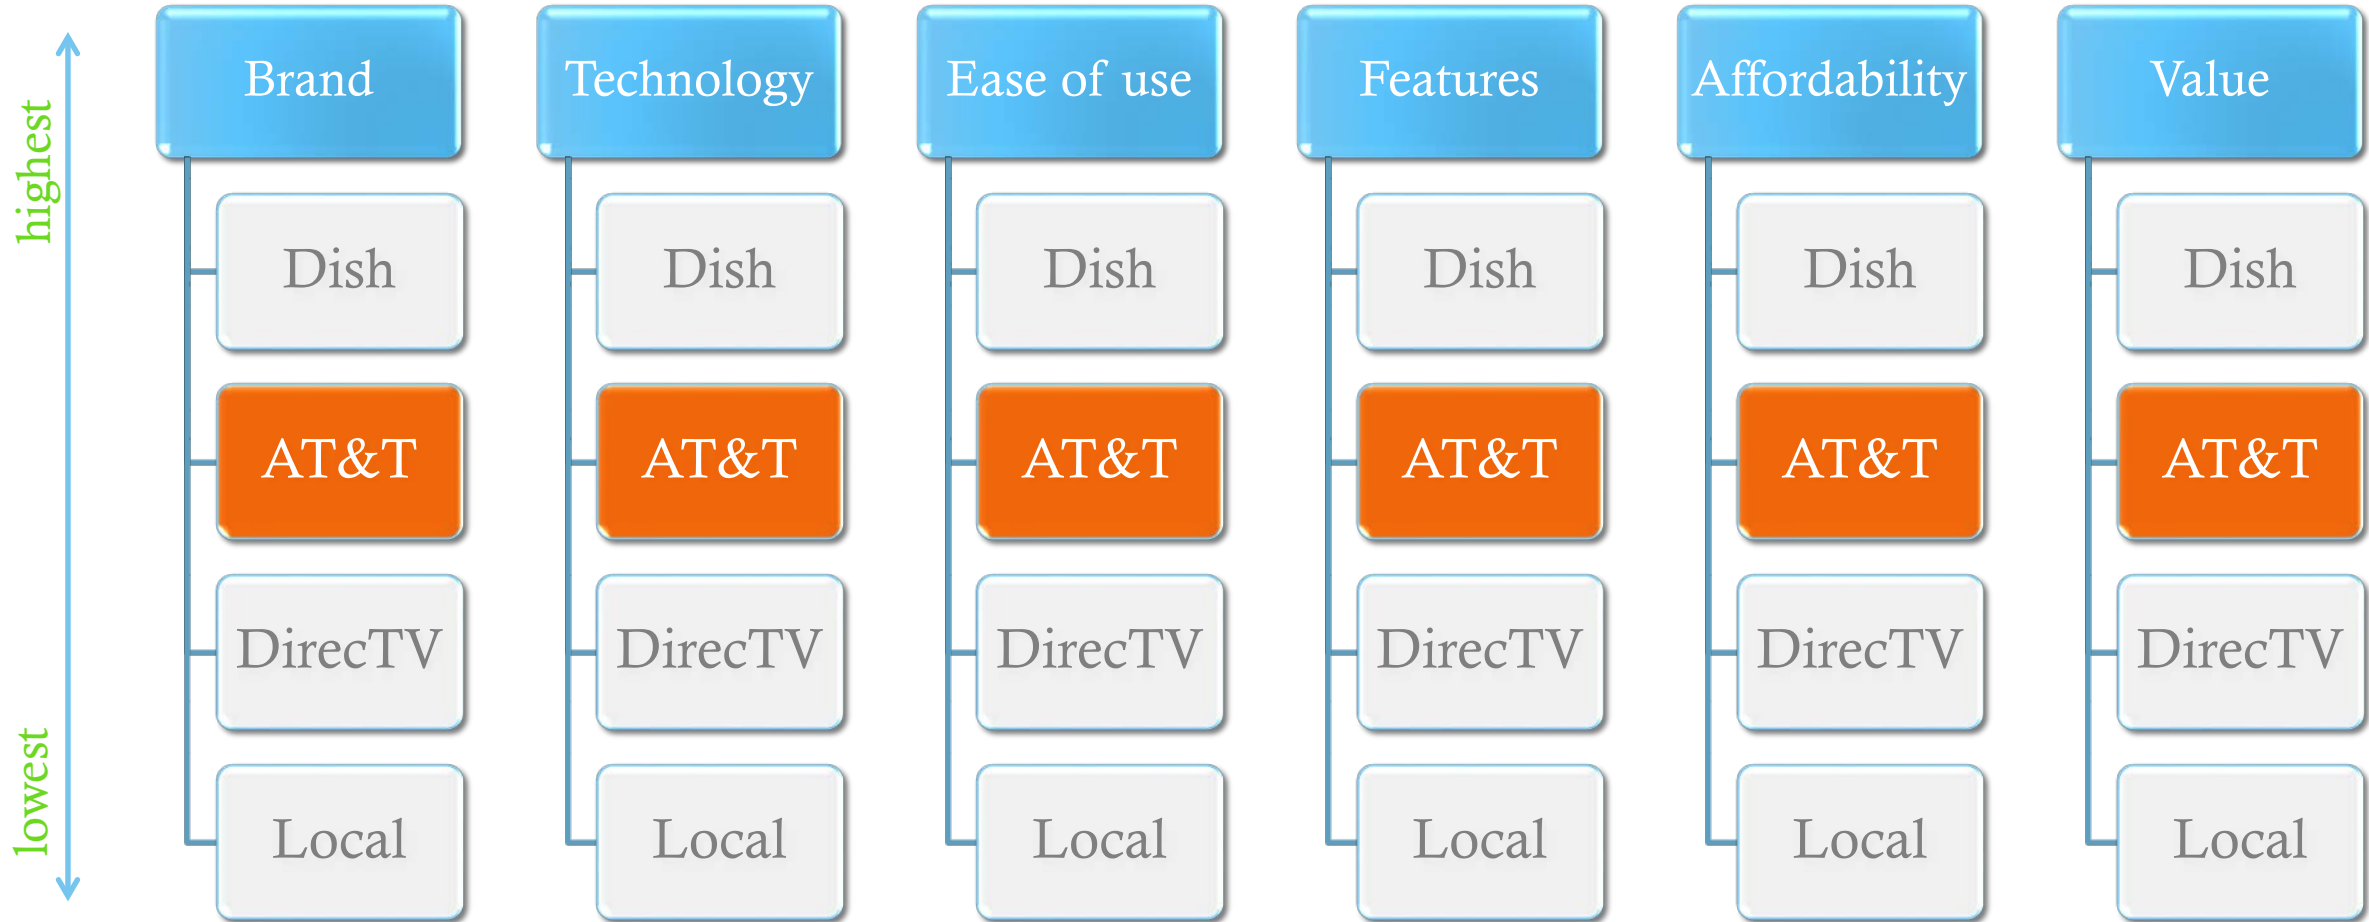 highest
lowest
Brand
Dish
AT&T
DirecTV
Local
Technology
Dish
AT&T
DirecTV
Local
Ease of use
Dish
AT&T
DirecTV
Local
Features
Dish
AT&T
DirecTV
Local
Affordability
Dish
AT&T
DirecTV
Local
Value
Dish
AT&T
DirecTV
Local